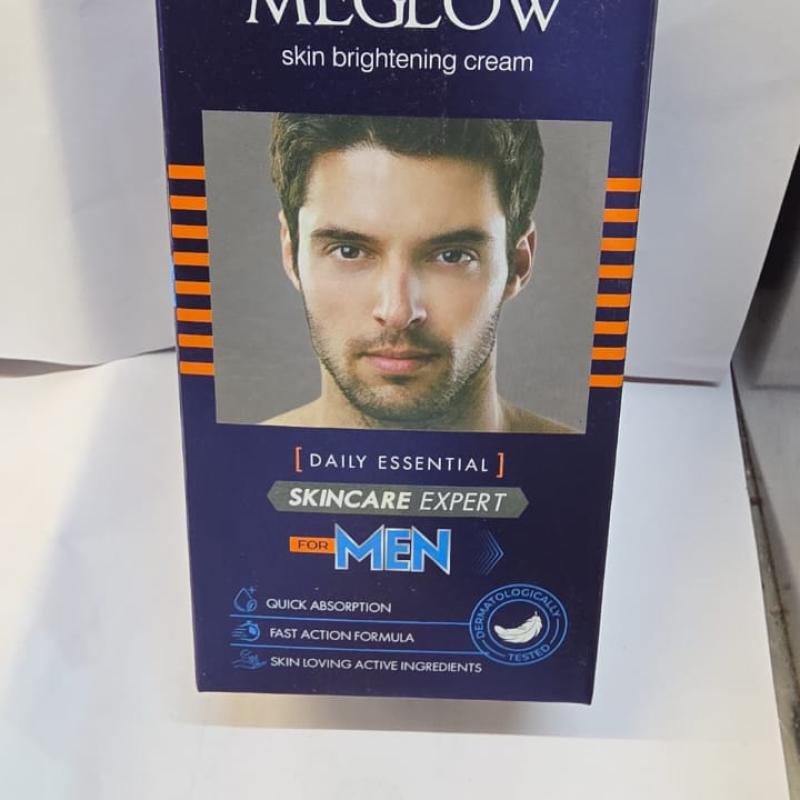 MEGLOW
skin brightening cream
[ DAILY ESSENTIAL ]
SKINCARE EXPERT
FOR MEN
QUICK ABSORPTION
FAST ACTION FORMULA
SKIN LOVING ACTIVE INGREDIENTS
DERMATOLOGICALLY
TESTED